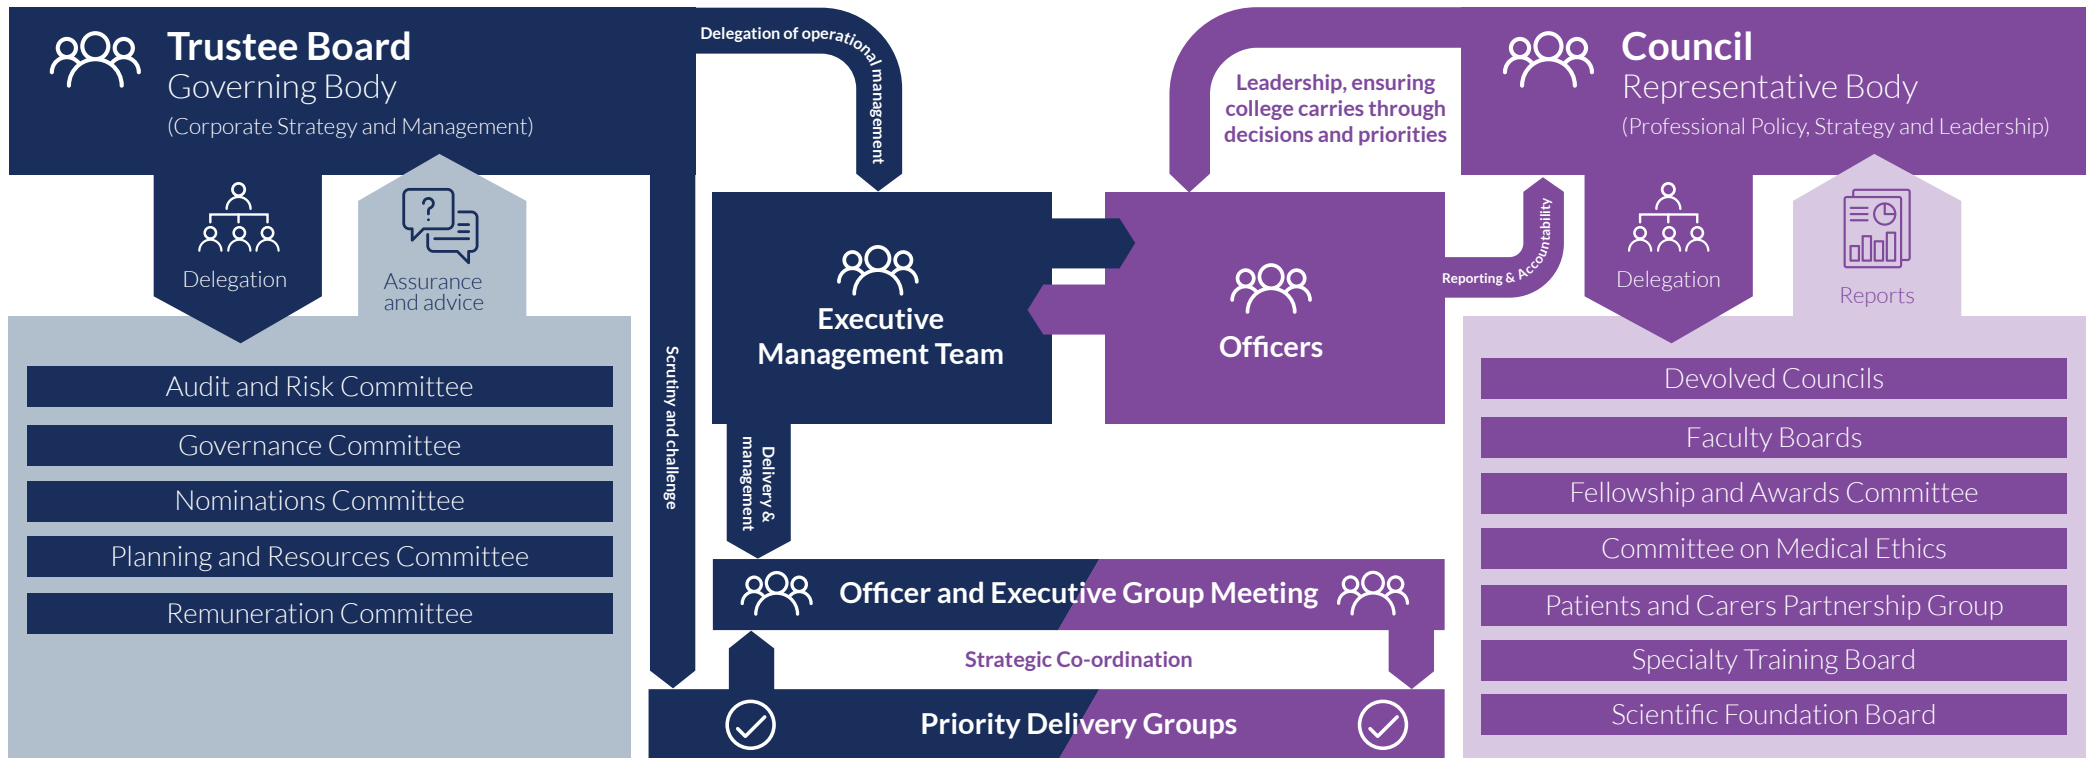 Trustee Board
Governing Body
(Corporate Strategy and Management)
Delegation
Assurance
and advice
Audit and Risk Committee
Governance Committee
Nominations Committee
Planning and Resources Committee
Remuneration Committee
Delegation of operational management
Scrutiny and challenge
Executive
Management Team
Delivery &
management
Leadership, ensuring
college carries through
decisions and priorities
Officers
Reporting & Accountability
Officer and Executive Group Meeting
Strategic Co-ordination
Priority Delivery Groups
Council
Representative Body
(Professional Policy, Strategy and Leadership)
Delegation
Reports
Devolved Councils
Faculty Boards
Fellowship and Awards Committee
Committee on Medical Ethics
Patients and Carers Partnership Group
Specialty Training Board
Scientific Foundation Board